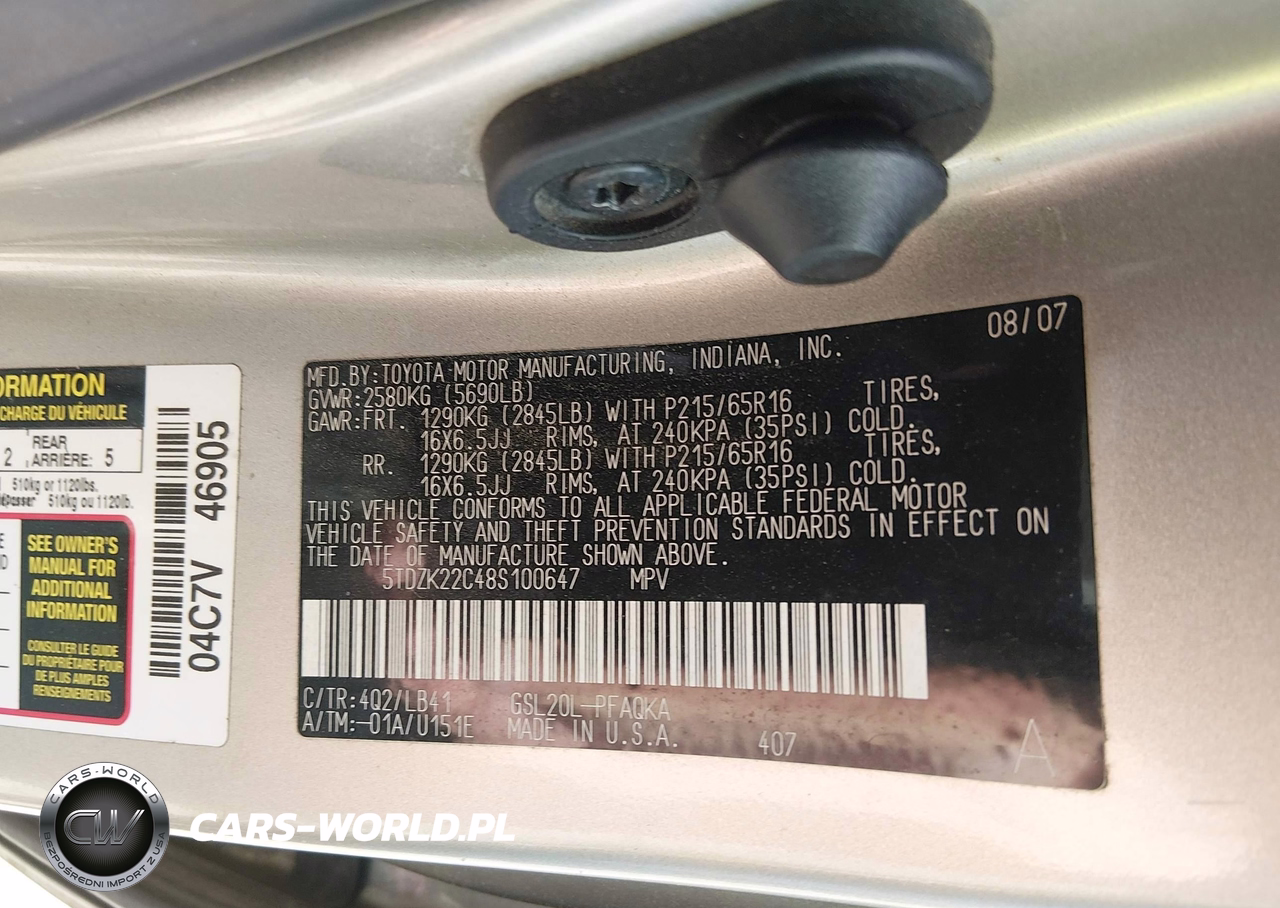 ORMATION
CHARGE DU VÉHICULE
2 REAR ARRIÈRE: 5
510kg or 1120lbs.
510kg ou 1120lb.
SEE OWNER'S
MANUAL FOR
ADDITIONAL
INFORMATION
CONSULTER LE GUIDE
DU PROPRIÉTAIRE POUR
DE PLUS AMPLES
RENSEIGNEMENTS
04C7V 46905
08/07
MFD.BY:TOYOTA MOTOR MANUFACTURING, INDIANA, INC.
GVWR:2580KG (5690LB)
GAWR:FRT. 1290KG (2845LB) WITH P215/65R16 TIRES,
16X6.5JJ RIMS, AT 240KPA (35PSI) COLD.
RR. 1290KG (2845LB) WITH P215/65R16 TIRES,
16X6.5JJ RIMS, AT 240KPA (35PSI) COLD.
THIS VEHICLE CONFORMS TO ALL APPLICABLE FEDERAL MOTOR
VEHICLE SAFETY AND THEFT PREVENTION STANDARDS IN EFFECT ON
THE DATE OF MANUFACTURE SHOWN ABOVE.
5TDZK22C48S100647 MPV
C/TR:4Q2/LB41 GSL20L-PFAQKA
A/TM:-01A/U151E MADE IN U.S.A. 407
A
CARS-WORLD
CW
BEZPOŚREDNI IMPORT Z USA
CARS-WORLD.PL